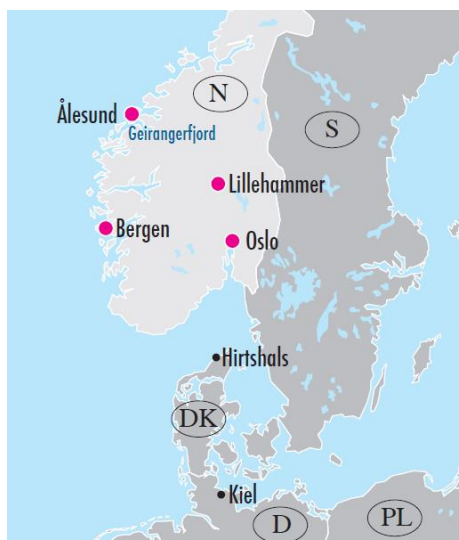 N
Ålesund
Geirangerfjord
S
Lillehammer
Bergen
Oslo
Hirtshals
DK
Kiel
D
PL